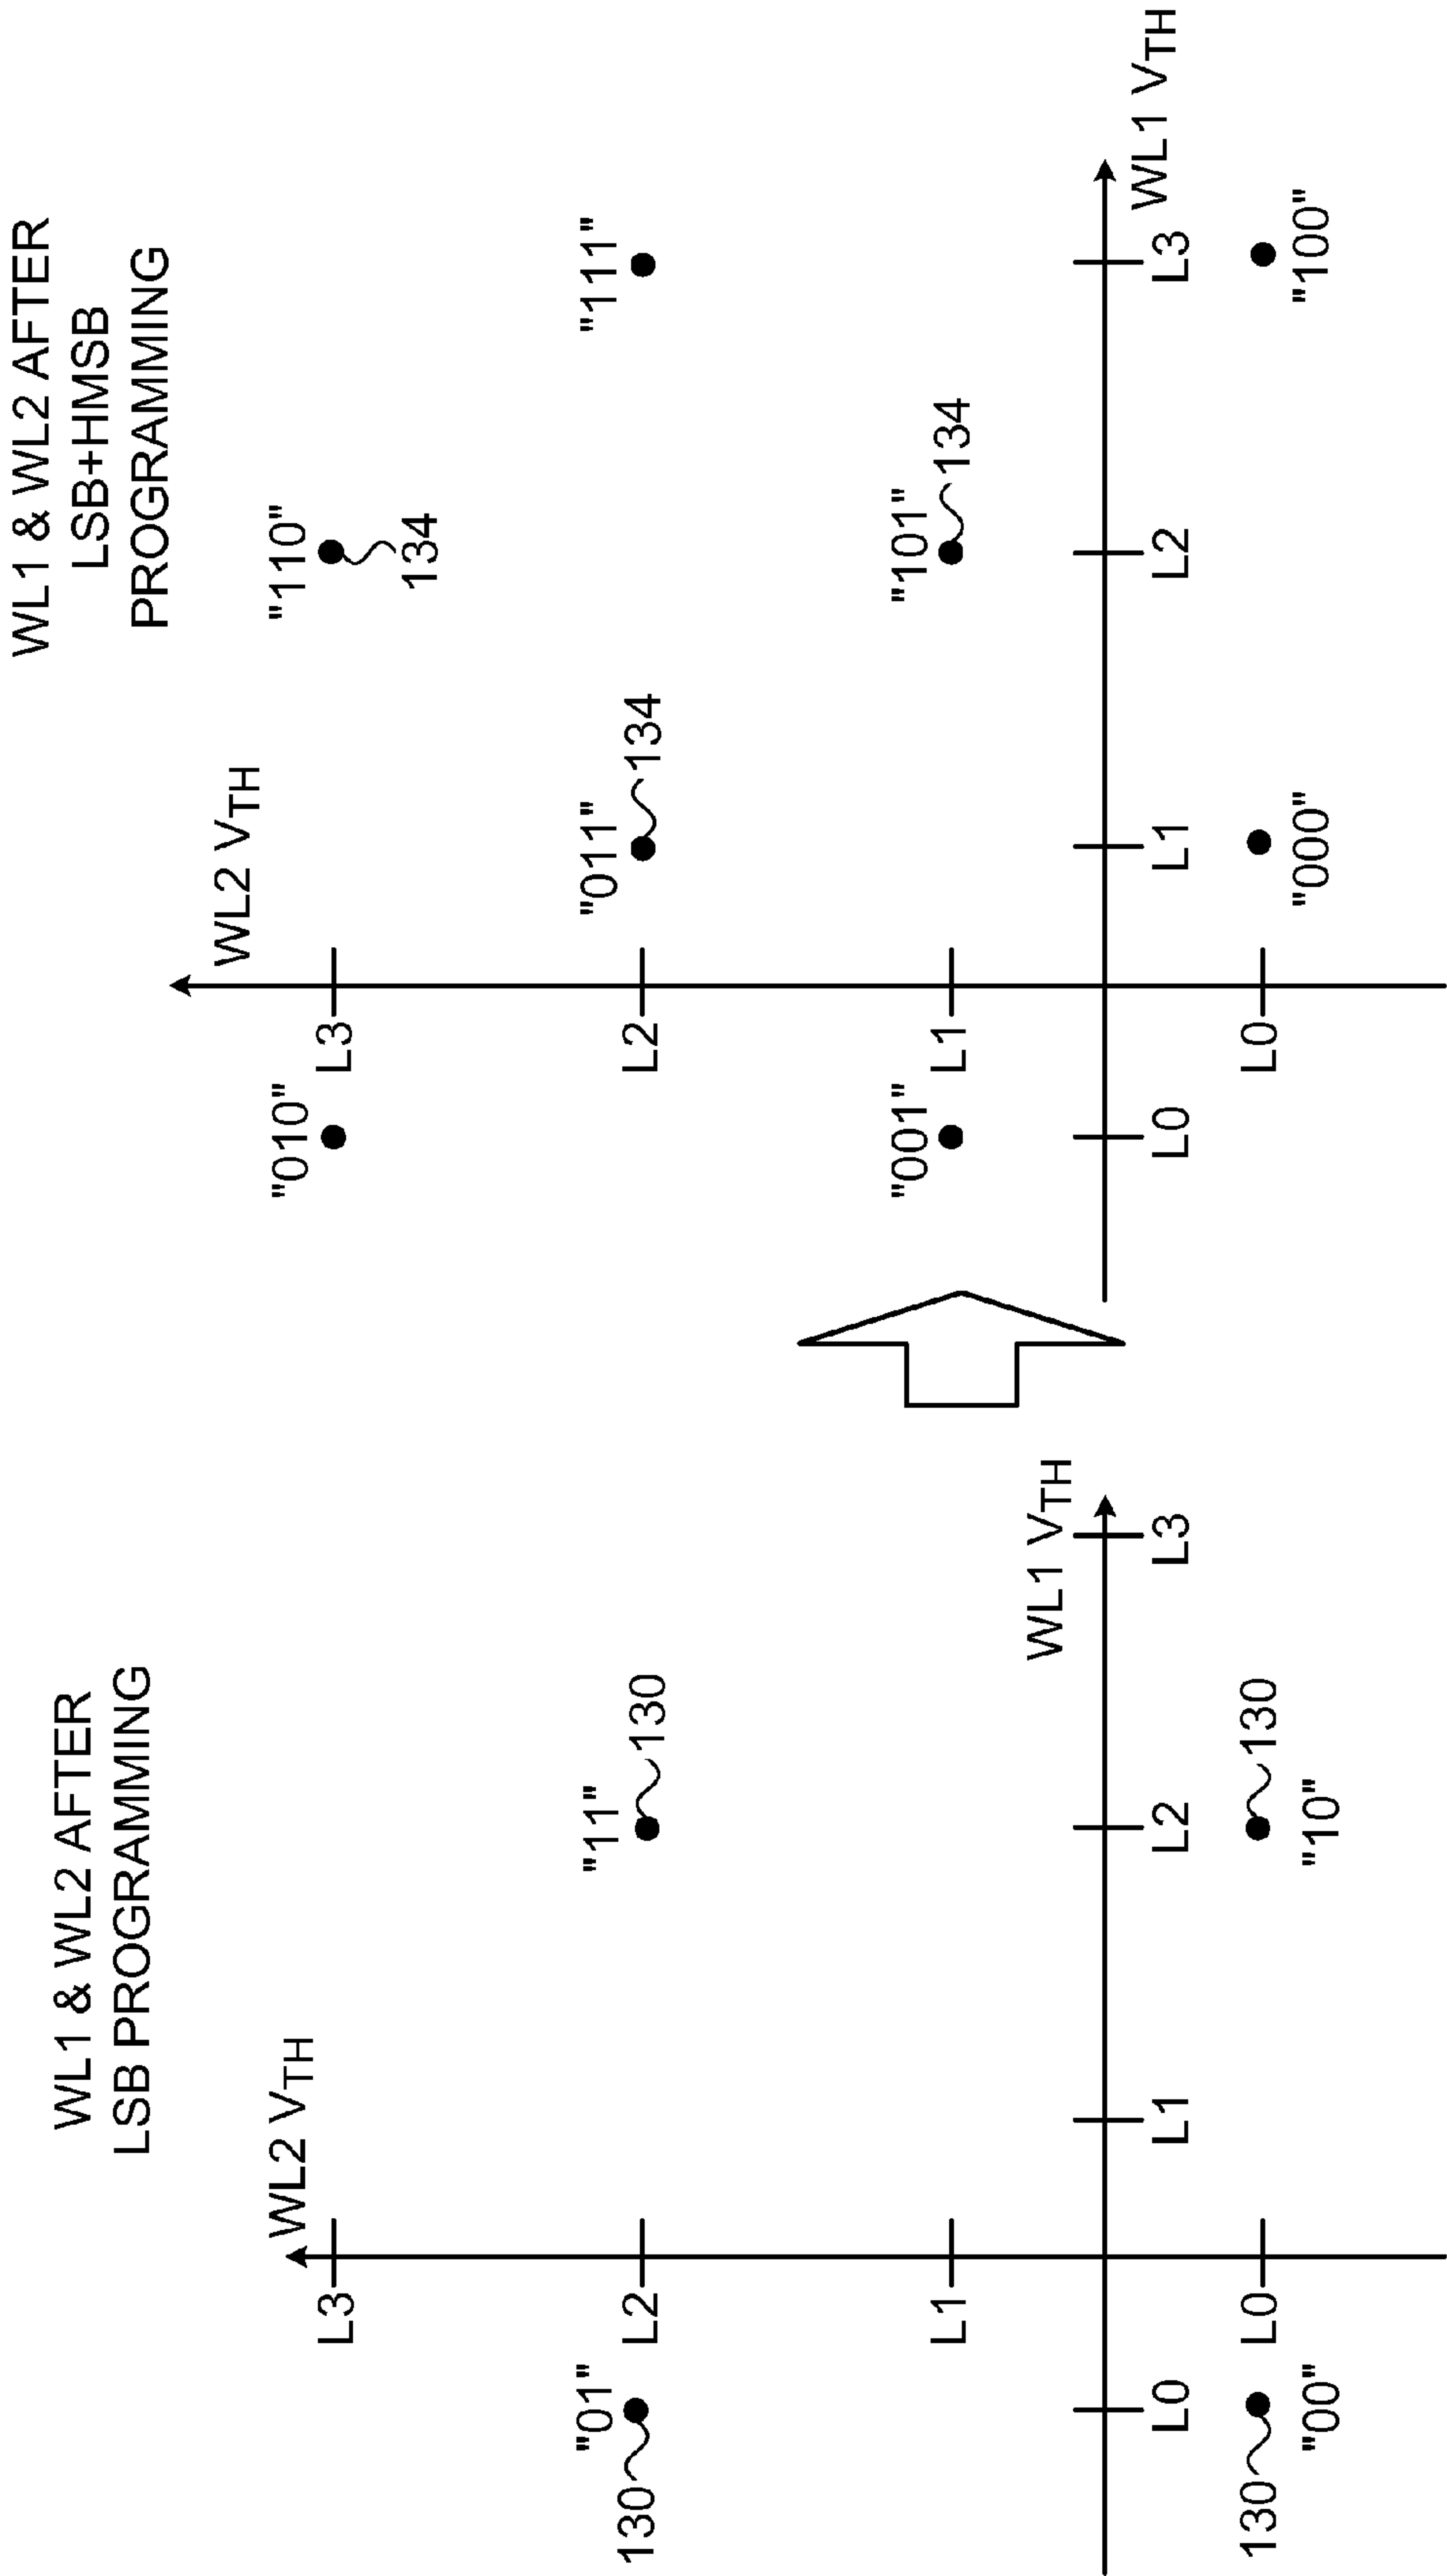 WL1 & WL2 AFTER
LSB PROGRAMMING
WL2 VTH
L3
"01"
130
L2
"11"
130
L1
WL1 VTH
L0
L1
L2
L3
130
"00"
L0
130
"10"
WL1 & WL2 AFTER
LSB+HMSB
PROGRAMMING
WL2 VTH
"010"
L3
"110"
134
L2
"011"
134
"111"
"001"
L1
"101"
134
L0
L1
L2
L3
WL1 VTH
L0
"000"
"100"